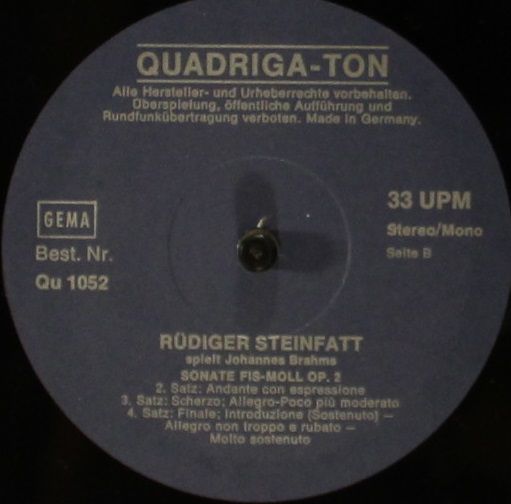 QUADRIGA-TON
Alle Hersteller- und Urheberrechte vorbehalten.
Überspielung, öffentliche Aufführung und
Rundfunkübertragung verboten. Made in Germany.
GEMA
Best. Nr.
Qu 1052
33 UPM
Stereo/Mono
Seite B
RÜDIGER STEINFATT
spielt Johannes Brahms
SONATE FIS-MOLL OP. 2
2. Satz: Andante con espressione
3. Satz: Scherzo; Allegro-Poco più moderato
4. Satz: Finale; Introduzione (Sostenuto) —
Allegro non troppo e rubato —
Molto sostenuto